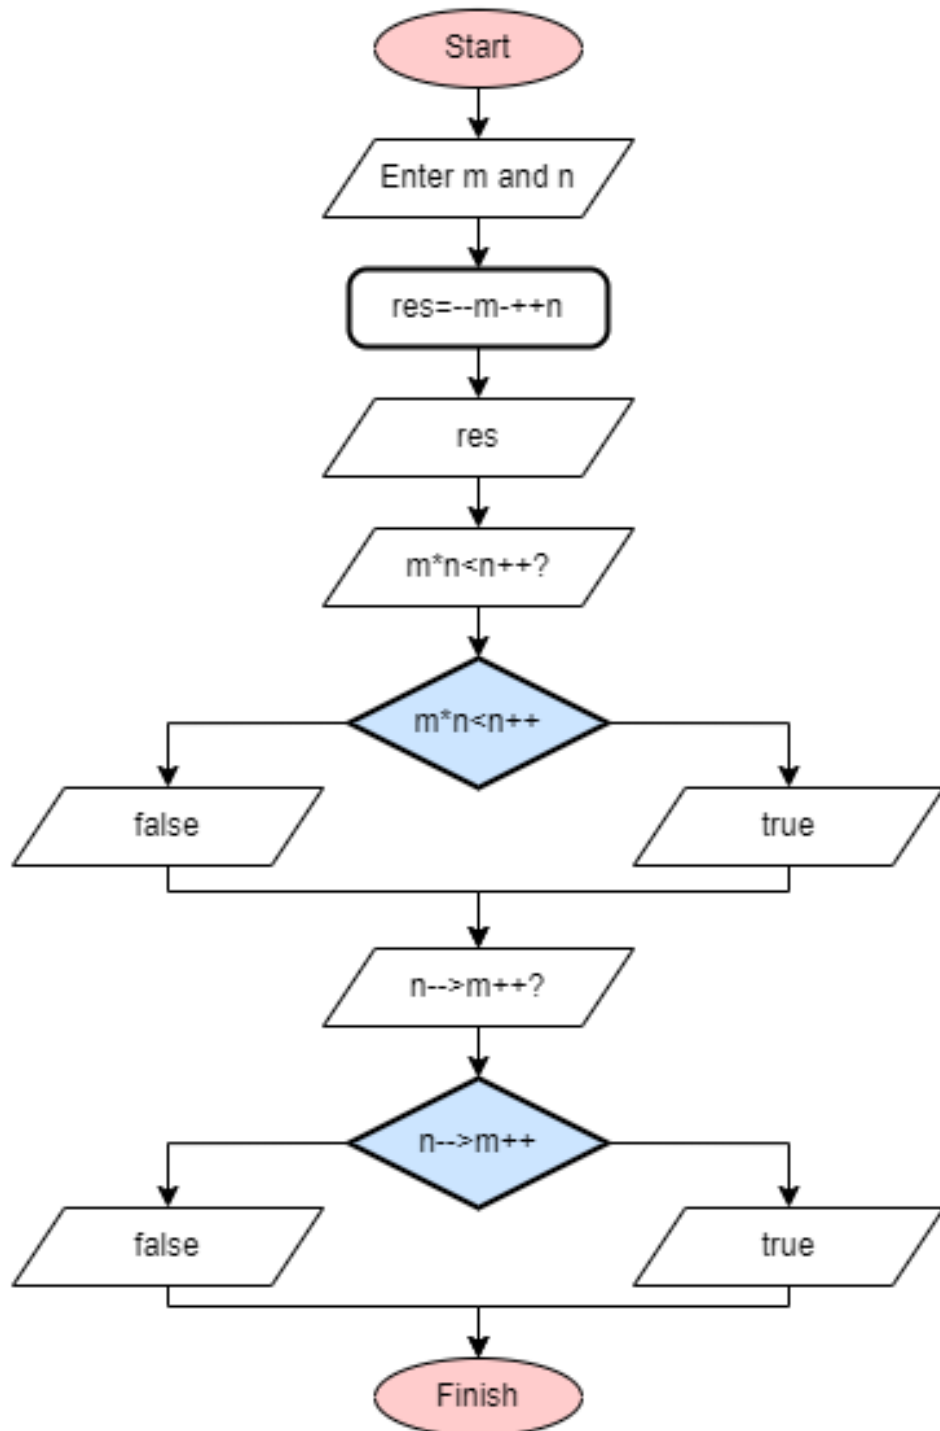 Start
Enter m and n
res=--m-++n
res
m*n<n++?
m*n<n++
false
true
n-->m++?
n-->m++
false
true
Finish